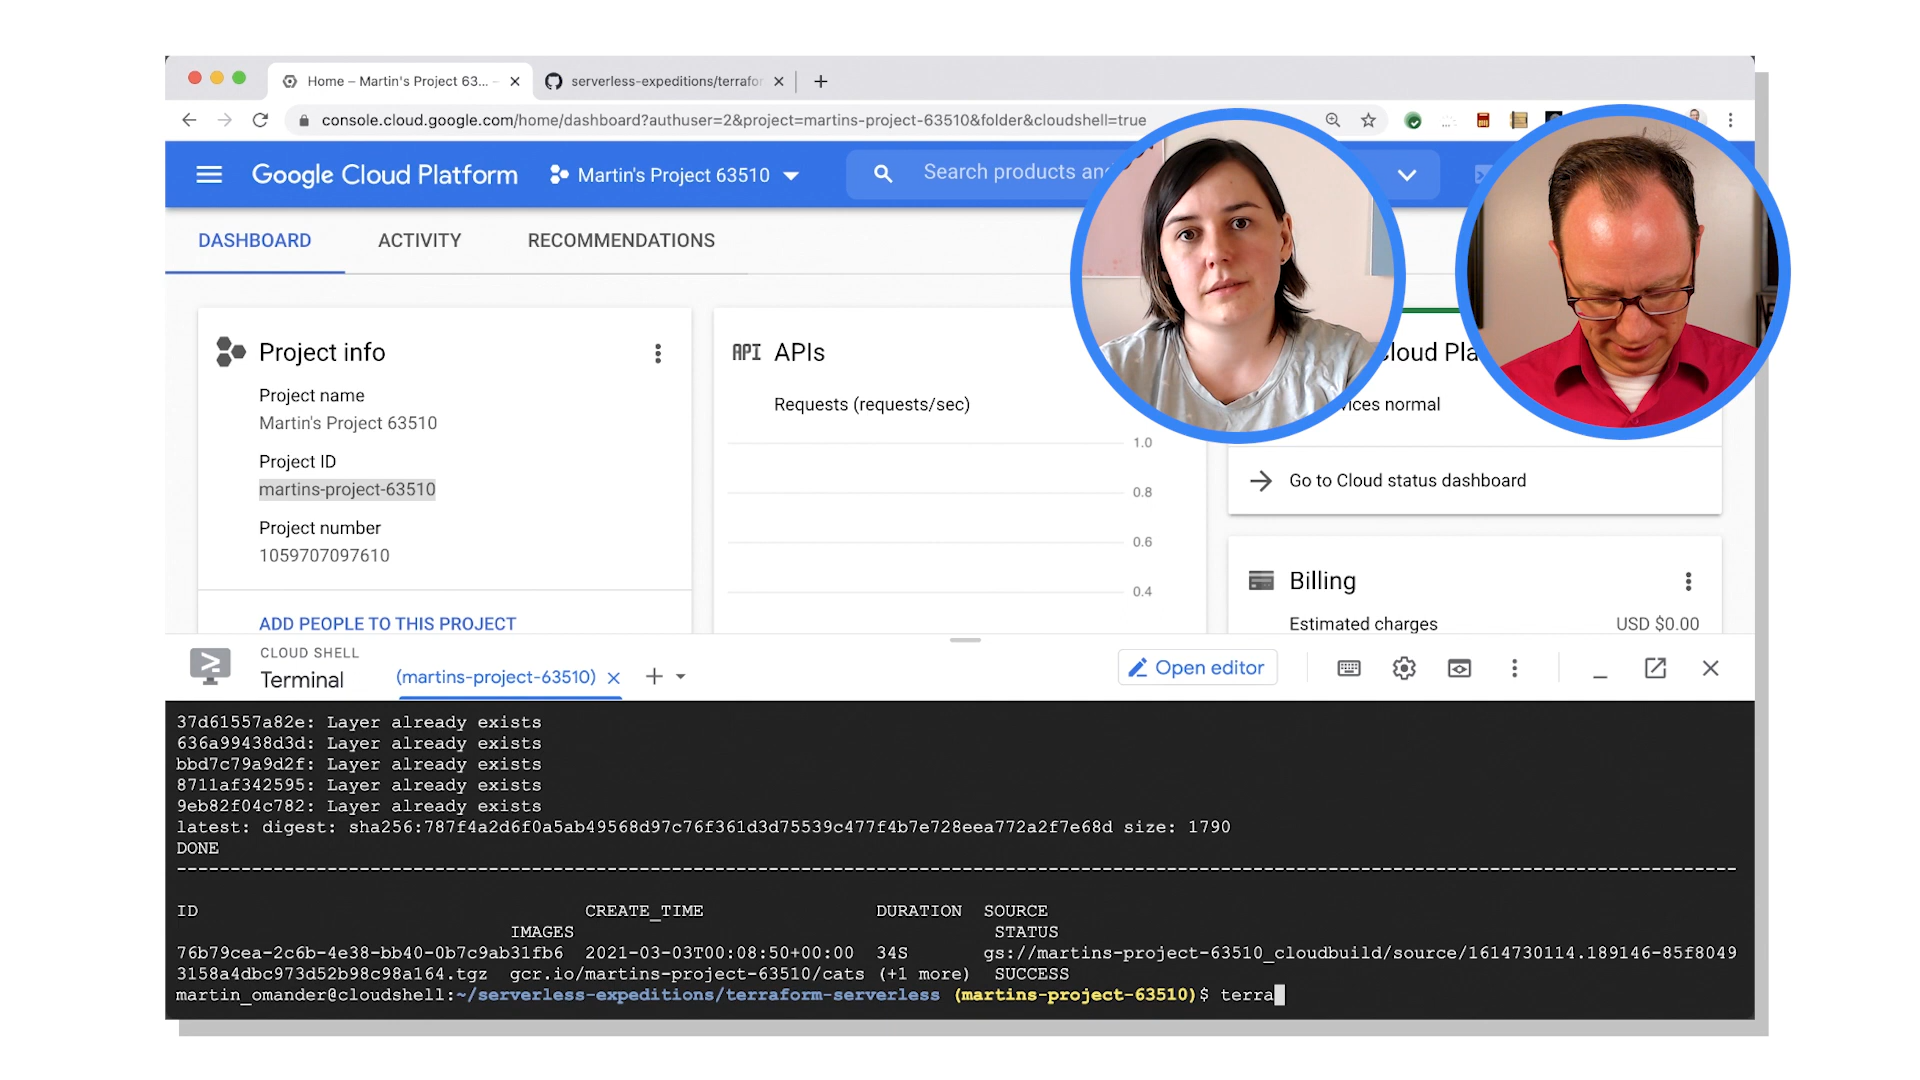 Home – Martin's Project 63... –
serverless-expeditions/terrafor
console.cloud.google.com/home/dashboard?authuser=2&project=martins-project-63510&folder&cloudshell=true
Google Cloud Platform
Martin's Project 63510
Search products an
DASHBOARD
ACTIVITY
RECOMMENDATIONS
Project info
Project name
Martin's Project 63510
Project ID
martins-project-63510
Project number
1059707097610
ADD PEOPLE TO THIS PROJECT
API APIs
Requests (requests/sec)
1.0
0.8
0.6
0.4
loud Pla
ices normal
Go to Cloud status dashboard
Billing
Estimated charges USD $0.00
CLOUD SHELL
Terminal
(martins-project-63510)
Open editor
37d61557a82e: Layer already exists
636a99438d3d: Layer already exists
bbd7c79a9d2f: Layer already exists
8711af342595: Layer already exists
9eb82f04c782: Layer already exists
latest: digest: sha256:787f4a2d6f0a5ab49568d97c76f361d3d75539c477f4b7e728eea772a2f7e68d size: 1790
DONE
ID CREATE_TIME DURATION SOURCE
IMAGES STATUS
76b79cea-2c6b-4e38-bb40-0b7c9ab31fb6 2021-03-03T00:08:50+00:00 34S gs://martins-project-63510_cloudbuild/source/1614730114.189146-85f8049
3158a4dbc973d52b98c98a164.tgz gcr.io/martins-project-63510/cats (+1 more) SUCCESS
martin_omander@cloudshell:~/serverless-expeditions/terraform-serverless (martins-project-63510)$ terra